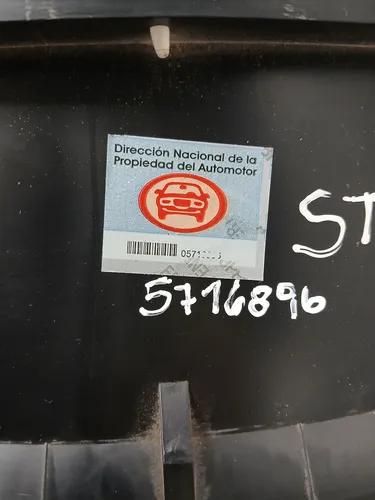 Dirección Nacional de la
Propiedad del Automotor
ST
5716896